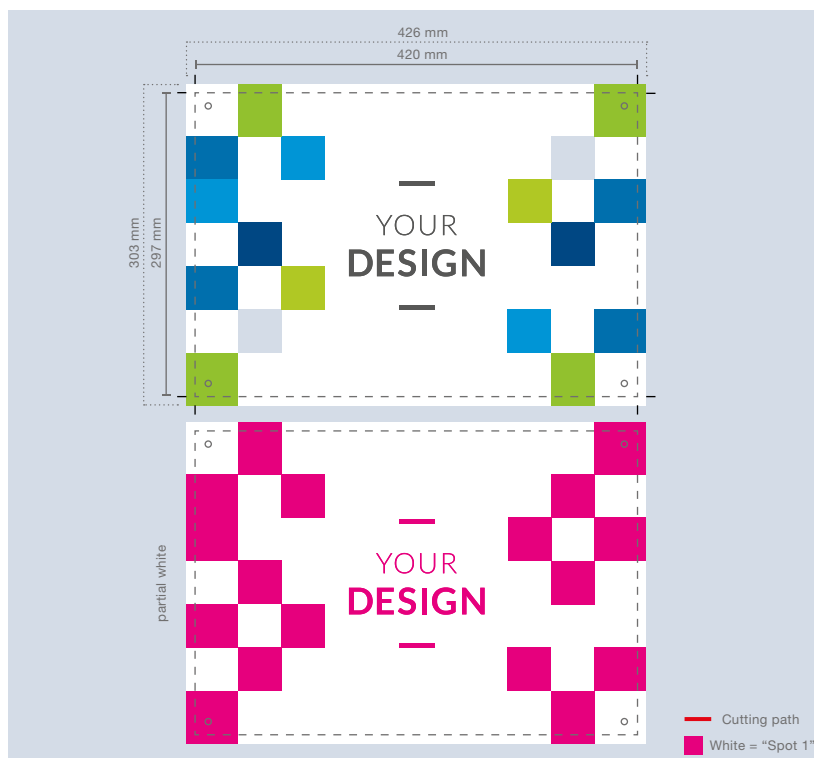 426 mm
420 mm
303 mm
297 mm
YOUR
DESIGN
partial white
YOUR
DESIGN
Cutting path
White = “Spot 1”